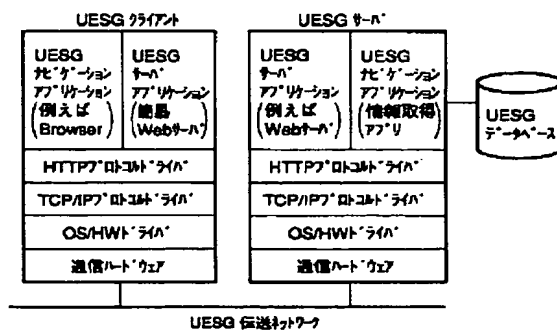 UESG クライアント
UESG
ナビゲーション
アプリケーション
(例えば
Browser)
UESG
サーバ
アプリケーション
(簡易
Webサーバ)
HTTPプロトコルドライバ
TCP/IPプロトコルドライバ
OS/HWドライバ
通信ハードウェア
UESG サーバ
UESG
サーバ
アプリケーション
(例えば
Webサーバ)
UESG
ナビゲーション
アプリケーション
(情報取得
アプリ)
HTTPプロトコルドライバ
TCP/IPプロトコルドライバ
OS/HWドライバ
通信ハードウェア
UESG
データベース
UESG 伝送ネットワーク